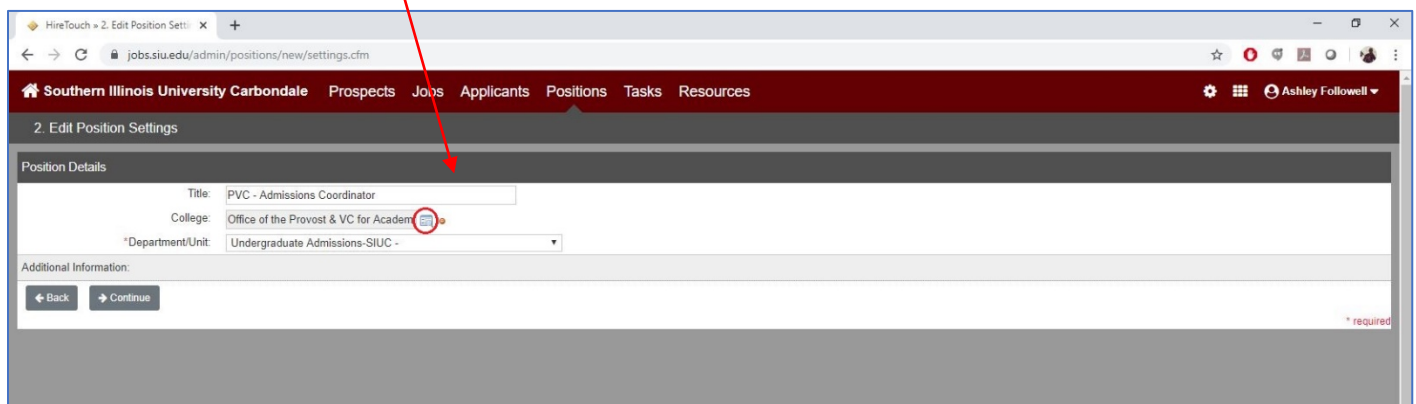 HireTouch » 2. Edit Position Setti
jobs.siu.edu/admin/positions/new/settings.cfm
Southern Illinois University Carbondale Prospects Jobs Applicants Positions Tasks Resources Ashley Followell
2. Edit Position Settings
Position Details
Title: PVC - Admissions Coordinator
College: Office of the Provost & VC for Academ
*Department/Unit: Undergraduate Admissions-SIUC -
Additional Information:
Back Continue
* required